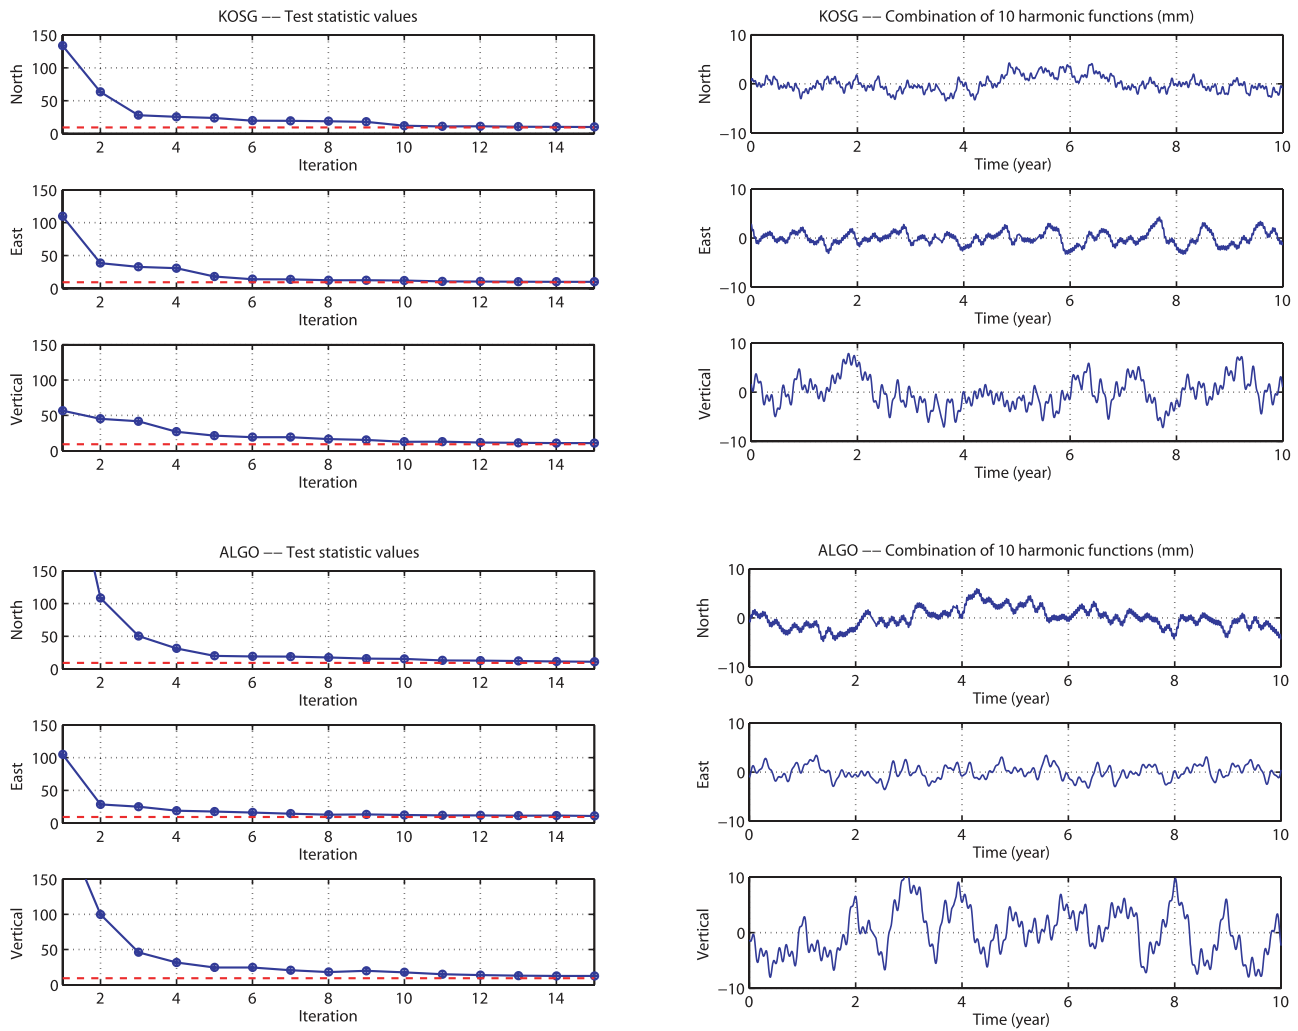 KOSG −− Test statistic values
150
100
50
0
North
2 4 6 8 10 12 14
Iteration
150
100
50
0
East
2 4 6 8 10 12 14
Iteration
150
100
50
0
Vertical
2 4 6 8 10 12 14
Iteration
KOSG −− Combination of 10 harmonic functions (mm)
10
0
−10
North
0 2 4 6 8 10
Time (year)
10
0
−10
East
0 2 4 6 8 10
Time (year)
10
0
−10
Vertical
0 2 4 6 8 10
Time (year)
ALGO −− Test statistic values
150
100
50
0
North
2 4 6 8 10 12 14
Iteration
150
100
50
0
East
2 4 6 8 10 12 14
Iteration
150
100
50
0
Vertical
2 4 6 8 10 12 14
Iteration
ALGO −− Combination of 10 harmonic functions (mm)
10
0
−10
North
0 2 4 6 8 10
Time (year)
10
0
−10
East
0 2 4 6 8 10
Time (year)
10
0
−10
Vertical
0 2 4 6 8 10
Time (year)